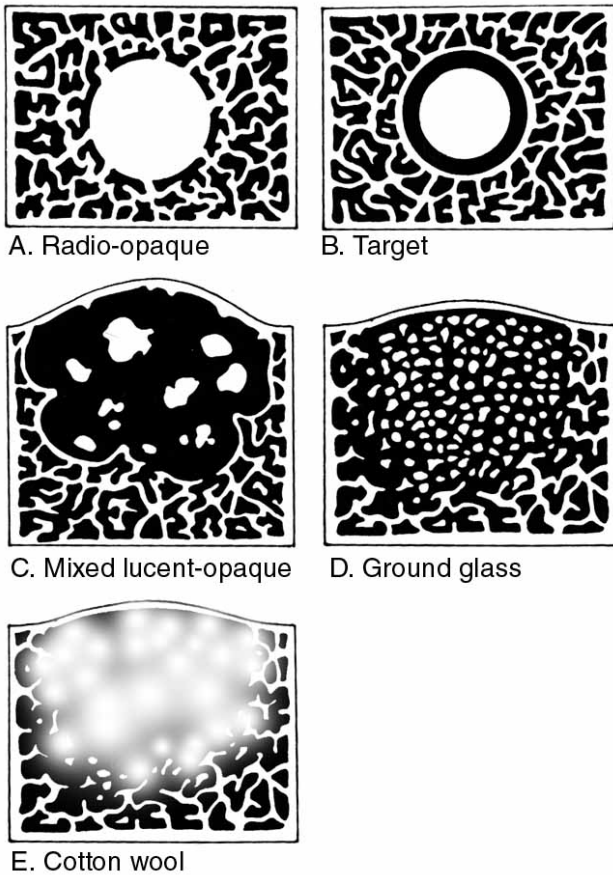 A. Radio-opaque
B. Target
C. Mixed lucent-opaque
D. Ground glass
E. Cotton wool